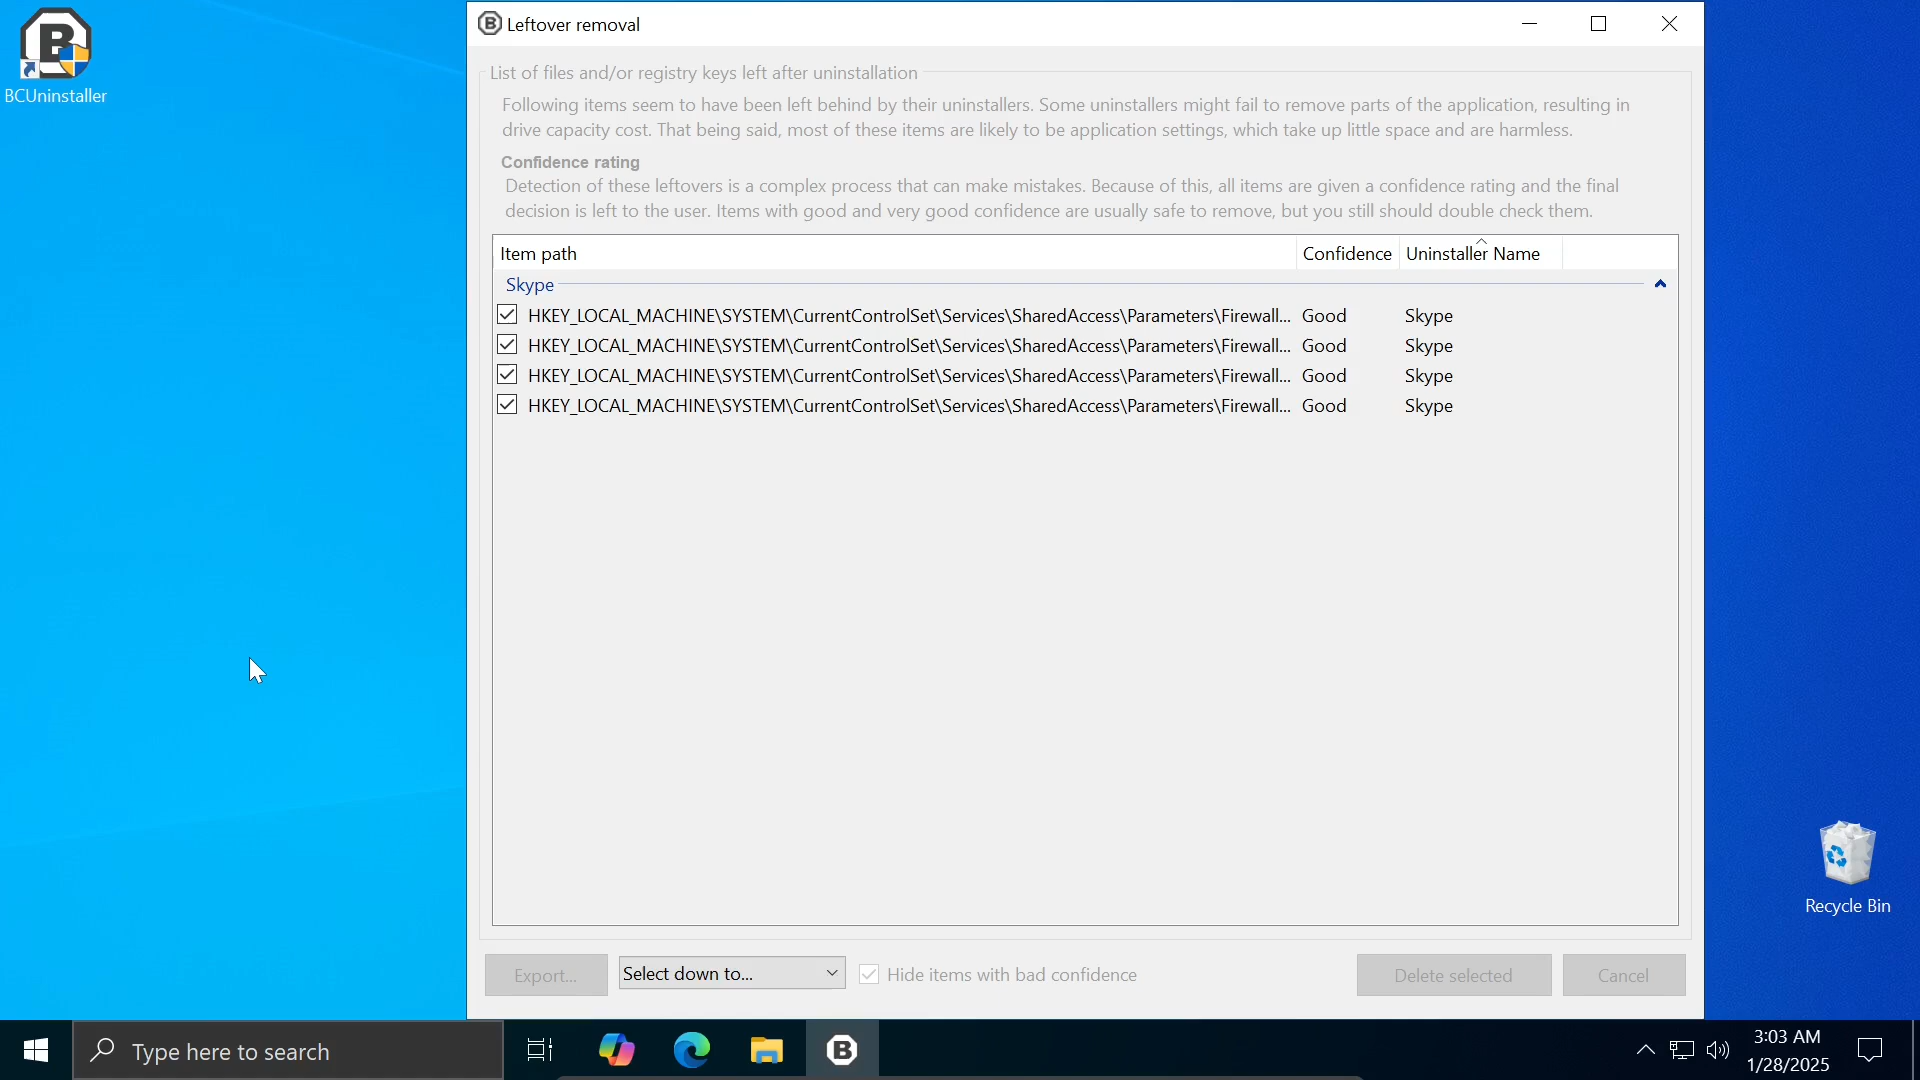 BCUninstaller
Leftover removal
List of files and/or registry keys left after uninstallation
Following items seem to have been left behind by their uninstallers. Some uninstallers might fail to remove parts of the application, resulting in
drive capacity cost. That being said, most of these items are likely to be application settings, which take up little space and are harmless.
Confidence rating
Detection of these leftovers is a complex process that can make mistakes. Because of this, all items are given a confidence rating and the final
decision is left to the user. Items with good and very good confidence are usually safe to remove, but you still should double check them.
Item path Confidence Uninstaller Name
Skype
HKEY_LOCAL_MACHINE\SYSTEM\CurrentControlSet\Services\SharedAccess\Parameters\Firewall... Good Skype
HKEY_LOCAL_MACHINE\SYSTEM\CurrentControlSet\Services\SharedAccess\Parameters\Firewall... Good Skype
HKEY_LOCAL_MACHINE\SYSTEM\CurrentControlSet\Services\SharedAccess\Parameters\Firewall... Good Skype
HKEY_LOCAL_MACHINE\SYSTEM\CurrentControlSet\Services\SharedAccess\Parameters\Firewall... Good Skype
Recycle Bin
Export... Select down to... Hide items with bad confidence Delete selected Cancel
Type here to search
3:03 AM
1/28/2025